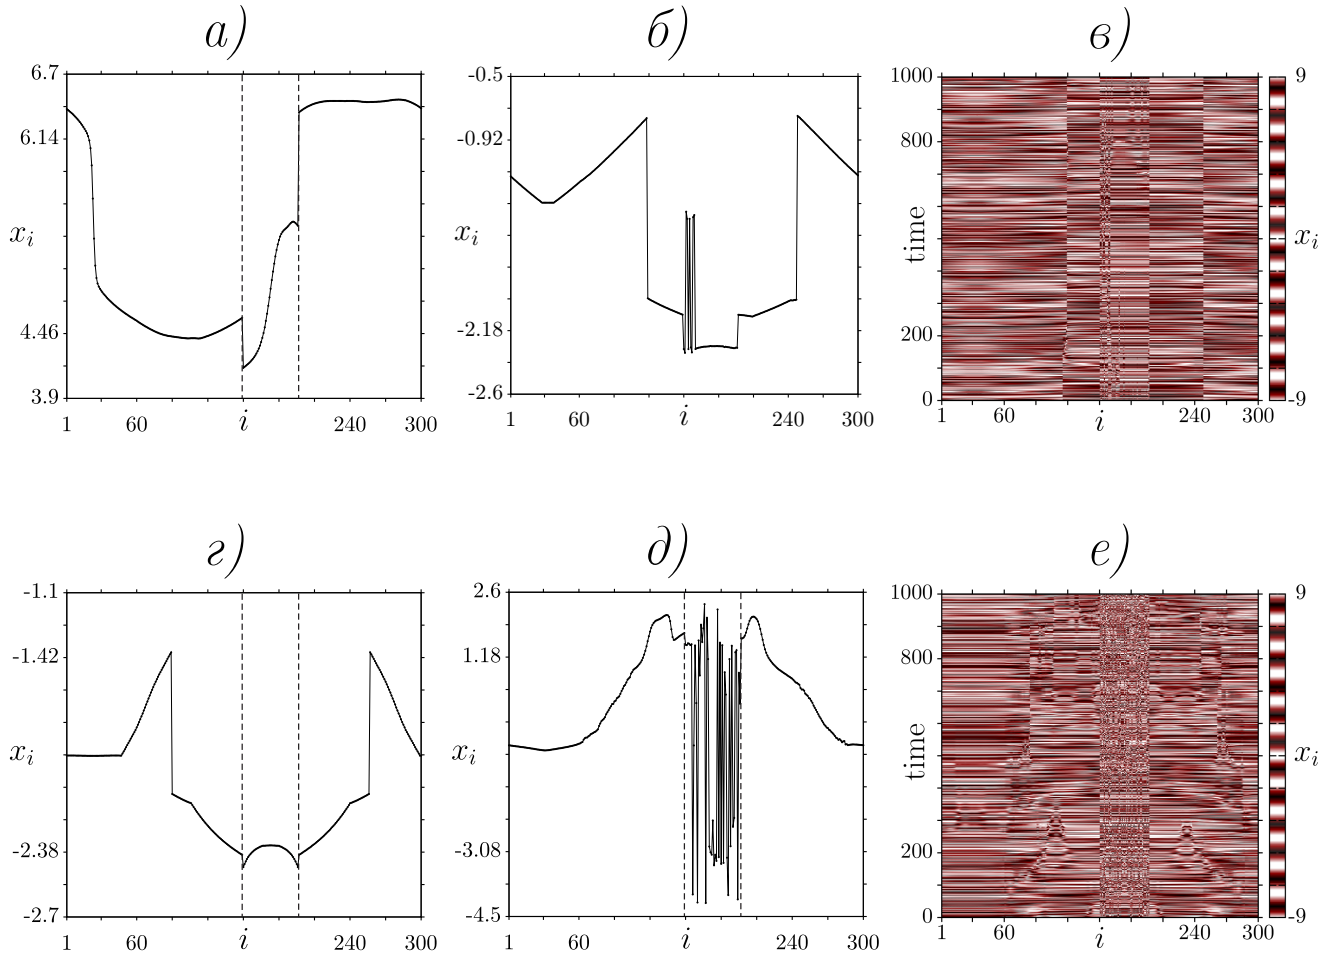 а) б) в)
6.7 -0.5 1000 9
6.14 -0.92 800
x_i x_i time x_i
4.46 -2.18 200
3.9 -2.6 0 -9
1 60 i 240 300 1 60 i 240 300 60 i 240 300
г) д) е)
-1.1 2.6 1000 9
-1.42 1.18 800
x_i x_i time x_i
-2.38 -3.08 200
-2.7 -4.5 0 -9
1 60 i 240 300 1 60 i 240 300 60 i 240 300